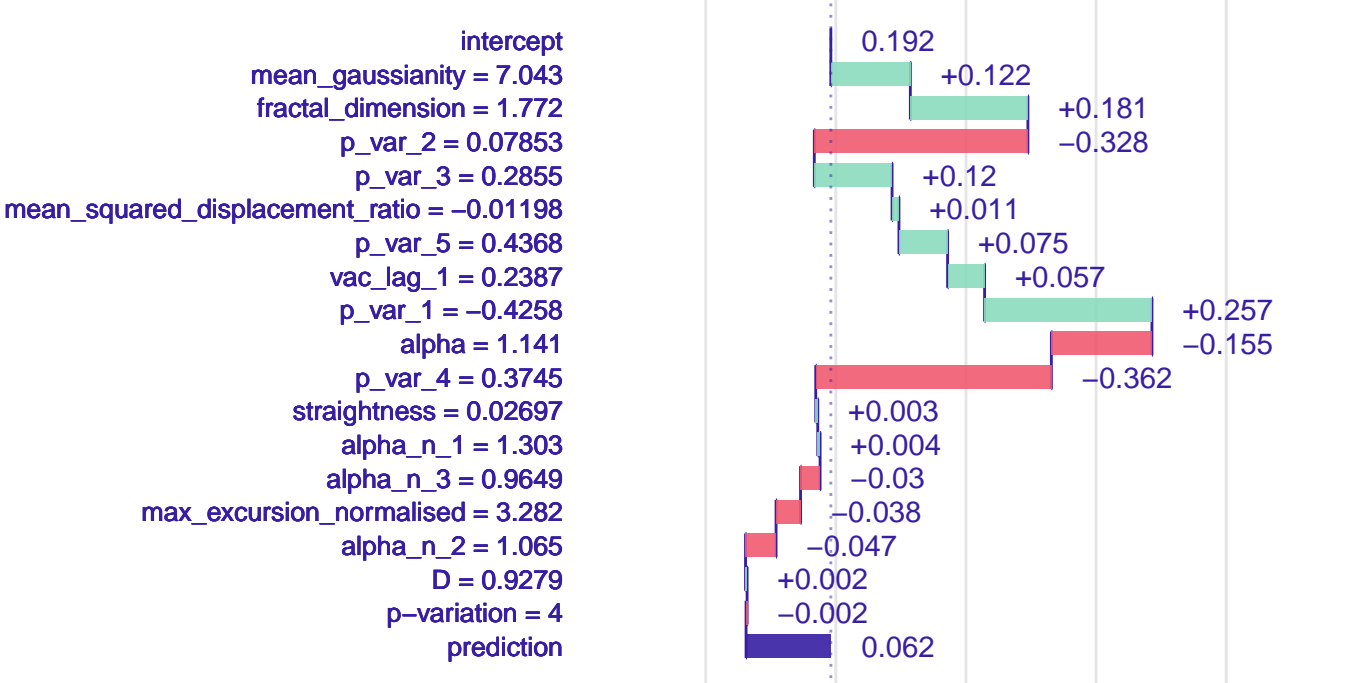 intercept 0.192
mean_gaussianity = 7.043 +0.122
fractal_dimension = 1.772 +0.181
p_var_2 = 0.07853 −0.328
p_var_3 = 0.2855 +0.12
mean_squared_displacement_ratio = −0.01198 +0.011
p_var_5 = 0.4368 +0.075
vac_lag_1 = 0.2387 +0.057
p_var_1 = −0.4258 +0.257
alpha = 1.141 −0.155
p_var_4 = 0.3745 −0.362
straightness = 0.02697 +0.003
alpha_n_1 = 1.303 +0.004
alpha_n_3 = 0.9649 −0.03
max_excursion_normalised = 3.282 −0.038
alpha_n_2 = 1.065 −0.047
D = 0.9279 +0.002
p−variation = 4 −0.002
prediction 0.062